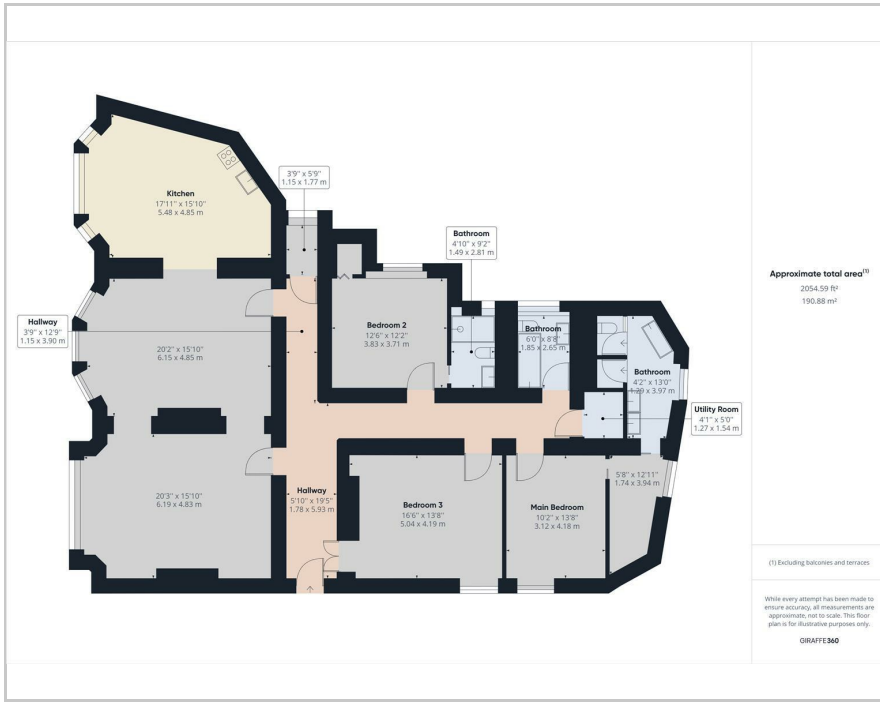 Kitchen
17'11" x 15'10"
5.48 x 4.85 m
3'9" x 5'9"
1.15 x 1.77 m
Bathroom
4'10" x 9'2"
1.49 x 2.81 m
Hallway
3'9" x 12'9"
1.15 x 3.90 m
20'2" x 15'10"
6.15 x 4.85 m
Bedroom 2
12'6" x 12'2"
3.83 x 3.71 m
Bathroom
6'0" x 8'8"
1.85 x 2.65 m
Bathroom
4'2" x 13'0"
1.29 x 3.97 m
Utility Room
4'1" x 5'0"
1.27 x 1.54 m
20'3" x 15'10"
6.19 x 4.83 m
Hallway
5'10" x 19'5"
1.78 x 5.93 m
Bedroom 3
16'6" x 13'8"
5.04 x 4.19 m
Main Bedroom
10'2" x 13'8"
3.12 x 4.18 m
5'8" x 12'11"
1.74 x 3.94 m
Approximate total area(1)
2054.59 ft²
190.88 m²
(1) Excluding balconies and terraces
While every attempt has been made to
ensure accuracy, all measurements are
approximate, not to scale. This floor
plan is for illustrative purposes only.
GIRAFFE360